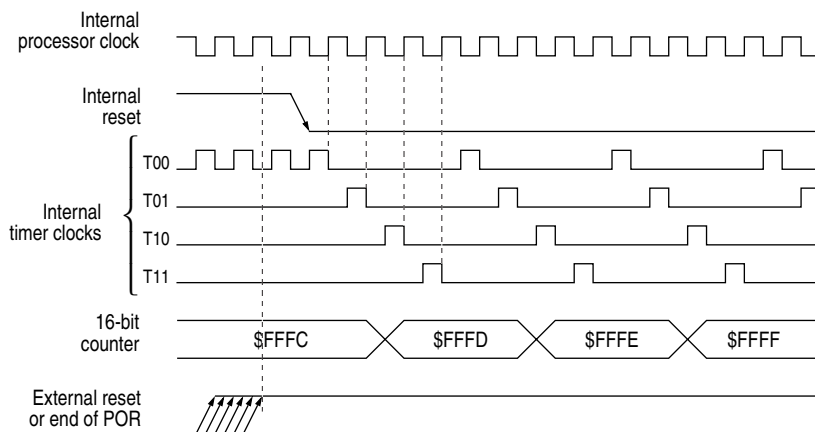 Internal
processor clock
Internal
reset
T00
T01
Internal
timer clocks
T10
T11
16-bit
counter
$FFFC
$FFFD
$FFFE
$FFFF
External reset
or end of POR